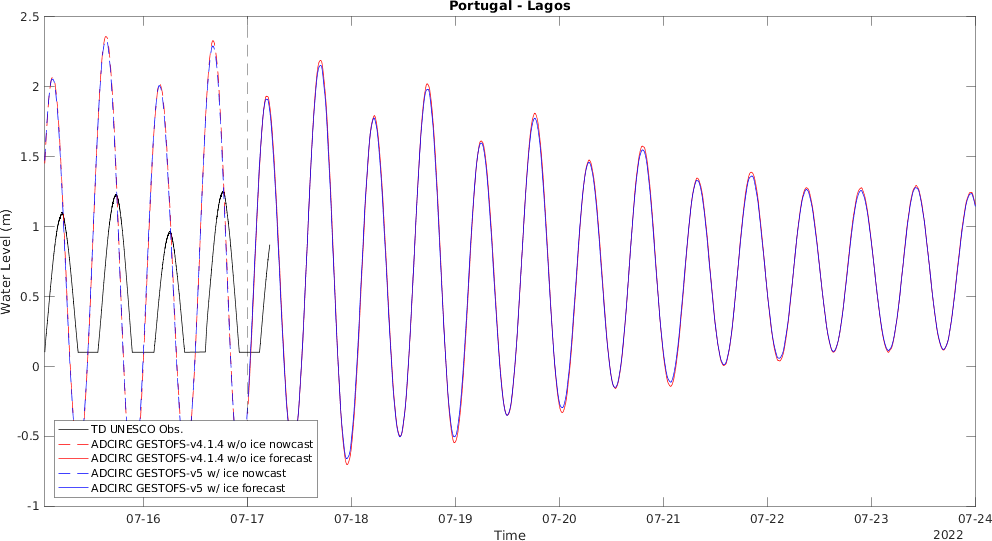 Portugal - Lagos
2.5
2
1.5
1
0.5
0
-0.5
-1
Water Level (m)
TD UNESCO Obs.
ADCIRC GESTOFS-v4.1.4 w/o ice nowcast
ADCIRC GESTOFS-v4.1.4 w/o ice forecast
ADCIRC GESTOFS-v5 w/ ice nowcast
ADCIRC GESTOFS-v5 w/ ice forecast
07-16 07-17 07-18 07-19 07-20 07-21 07-22 07-23 07-24
Time
2022